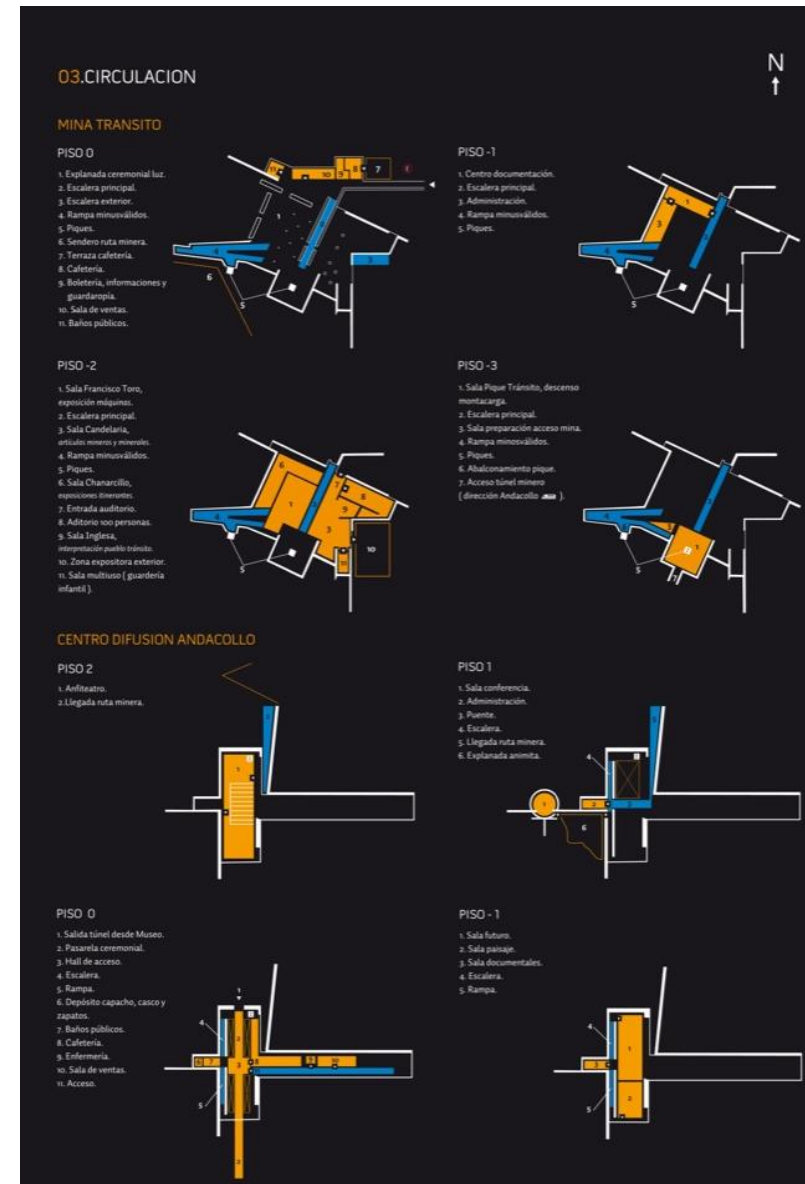 03.CIRCULACION
N
MINA TRANSITO
PISO 0
1. Explanada ceremonial luz.
2. Escalera principal.
3. Escalera exterior.
4. Rampa minusválidos.
5. Piques.
6. Sendero ruta minera.
7. Terraza cafetería.
8. Cafetería.
9. Boletería, informaciones y
guardaropía.
10. Sala de ventas.
11. Baños públicos.
PISO -1
1. Centro documentación.
2. Escalera principal.
3. Administración.
4. Rampa minusválidos.
5. Piques.
PISO -2
1. Sala Francisco Toro,
exposición máquinas.
2. Escalera principal.
3. Sala Candelaria,
artículos mineros y minerales.
4. Rampa minusválidos.
5. Piques.
6. Sala Chanarcillo,
exposiciones itinerantes.
7. Entrada auditorio.
8. Aditorio 100 personas.
9. Sala Inglesa,
interpretación pueblo tránsito.
10. Zona expositora exterior.
11. Sala multiuso ( guardería
infantil ).
PISO -3
1. Sala Pique Tránsito, descenso
montacarga.
2. Escalera principal.
3. Sala preparación acceso mina.
4. Rampa minosválidos.
5. Piques.
6. Abalconamiento pique.
7. Acceso túnel minero
( dirección Andacollo ).
CENTRO DIFUSION ANDACOLLO
PISO 2
1. Anfiteatro.
2.Llegada ruta minera.
PISO 1
1. Sala conferencia.
2. Administración.
3. Puente.
4. Escalera.
5. Llegada ruta minera.
6. Explanada animita.
PISO 0
1. Salida túnel desde Museo.
2. Pasarela ceremonial.
3. Hall de acceso.
4. Escalera.
5. Rampa.
6. Depósito capacho, casco y
zapatos.
7. Baños públicos.
8. Cafetería.
9. Enfermería.
10. Sala de ventas.
11. Acceso.
PISO - 1
1. Sala futuro.
2. Sala paisaje.
3. Sala documentales.
4. Escalera.
5. Rampa.